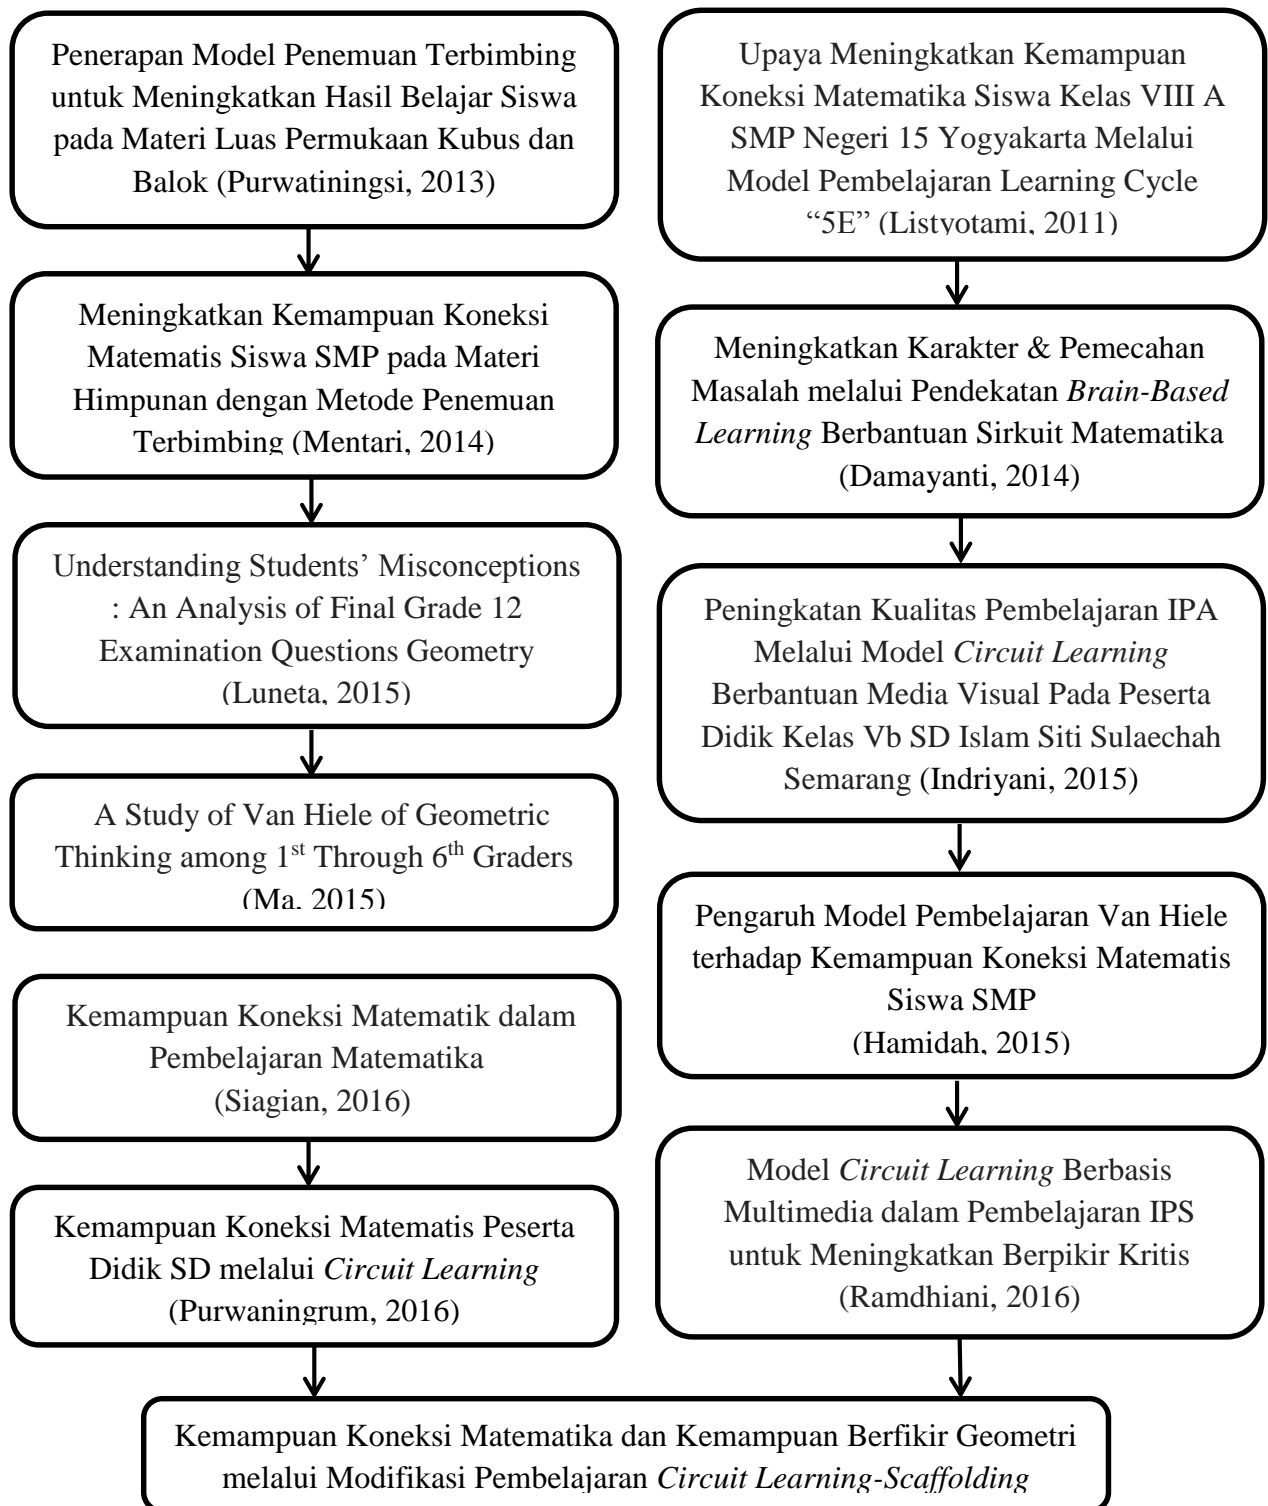 Penerapan Model Penemuan Terbimbing
untuk Meningkatkan Hasil Belajar Siswa
pada Materi Luas Permukaan Kubus dan
Balok (Purwatiningsi, 2013)
Meningkatkan Kemampuan Koneksi
Matematis Siswa SMP pada Materi
Himpunan dengan Metode Penemuan
Terbimbing (Mentari, 2014)
Understanding Students’ Misconceptions
: An Analysis of Final Grade 12
Examination Questions Geometry
(Luneta, 2015)
A Study of Van Hiele of Geometric
Thinking among 1st Through 6th Graders
(Ma, 2015)
Kemampuan Koneksi Matematik dalam
Pembelajaran Matematika
(Siagian, 2016)
Kemampuan Koneksi Matematis Peserta
Didik SD melalui Circuit Learning
(Purwaningrum, 2016)
Upaya Meningkatkan Kemampuan
Koneksi Matematika Siswa Kelas VIII A
SMP Negeri 15 Yogyakarta Melalui
Model Pembelajaran Learning Cycle
“5E” (Listyotami, 2011)
Meningkatkan Karakter & Pemecahan
Masalah melalui Pendekatan Brain-Based
Learning Berbantuan Sirkuit Matematika
(Damayanti, 2014)
Peningkatan Kualitas Pembelajaran IPA
Melalui Model Circuit Learning
Berbantuan Media Visual Pada Peserta
Didik Kelas Vb SD Islam Siti Sulaechah
Semarang (Indriyani, 2015)
Pengaruh Model Pembelajaran Van Hiele
terhadap Kemampuan Koneksi Matematis
Siswa SMP
(Hamidah, 2015)
Model Circuit Learning Berbasis
Multimedia dalam Pembelajaran IPS
untuk Meningkatkan Berpikir Kritis
(Ramdhiani, 2016)
Kemampuan Koneksi Matematika dan Kemampuan Berfikir Geometri
melalui Modifikasi Pembelajaran Circuit Learning-Scaffolding